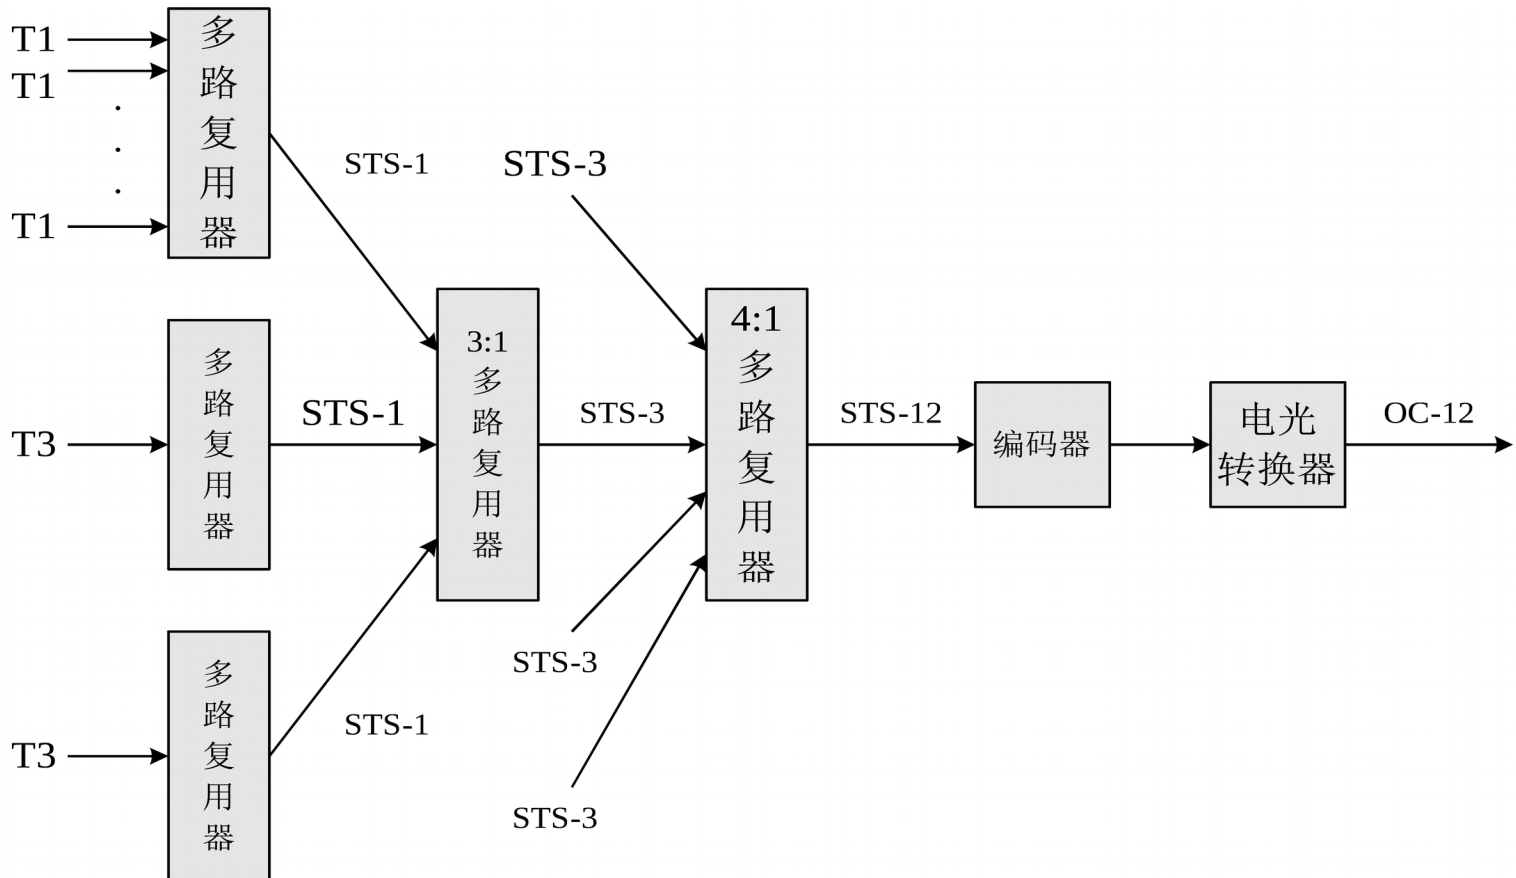 T1
T1
T1
多路复用器
STS-1
STS-3
T3
多路复用器
STS-1
3:1
多路复用器
STS-3
4:1
多路复用器
STS-12
编码器
电光
转换器
OC-12
STS-3
T3
多路复用器
STS-1
STS-3